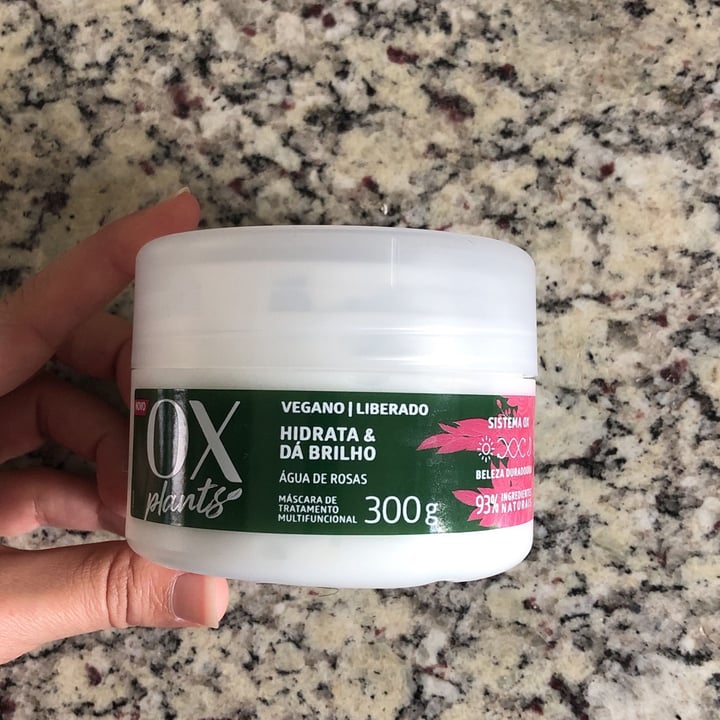 NOVO
OX
plants
VEGANO | LIBERADO
HIDRATA &
DÁ BRILHO
ÁGUA DE ROSAS
MÁSCARA DE
TRATAMENTO
MULTIFUNCIONAL
300g
SISTEMA OX
BELEZA DURADOURA
93% INGREDIENTES
NATURAIS